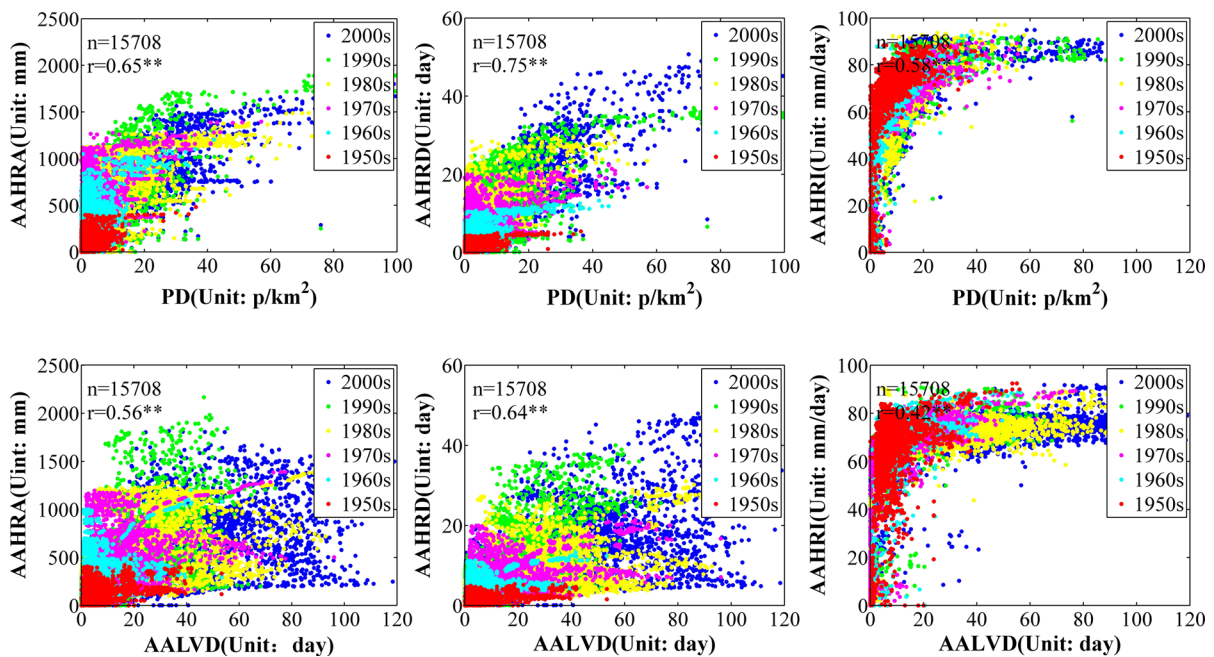 2500
2000
1500
1000
500
0
AAHRA(Unit: mm)
n=15708
r=0.65**
2000s
1990s
1980s
1970s
1960s
1950s
0 20 40 60 80 100
PD(Unit: p/km²)
60
40
20
0
AAHRD(Unit: day)
n=15708
r=0.75**
2000s
1990s
1980s
1970s
1960s
1950s
0 20 40 60 80 100
PD(Unit: p/km²)
100
80
60
40
20
0
AAHRI(Unit: mm/day)
n=15708
r=0.58**
2000s
1990s
1980s
1970s
1960s
1950s
0 20 40 60 80 100 120
PD(Unit: p/km²)
2500
2000
1500
1000
500
0
AAHRA(Uint: mm)
n=15708
r=0.56**
2000s
1990s
1980s
1970s
1960s
1950s
0 20 40 60 80 100 120
AALVD(Unit： day)
60
40
20
0
AAHRD(Uint: day)
n=15708
r=0.64**
2000s
1990s
1980s
1970s
1960s
1950s
0 20 40 60 80 100 120
AALVD(Unit: day)
100
80
60
40
20
0
AAHRI(Unit: mm/day)
n=15708
r=0.42**
2000s
1990s
1980s
1970s
1960s
1950s
0 20 40 60 80 100 120
AALVD(Unit: day)